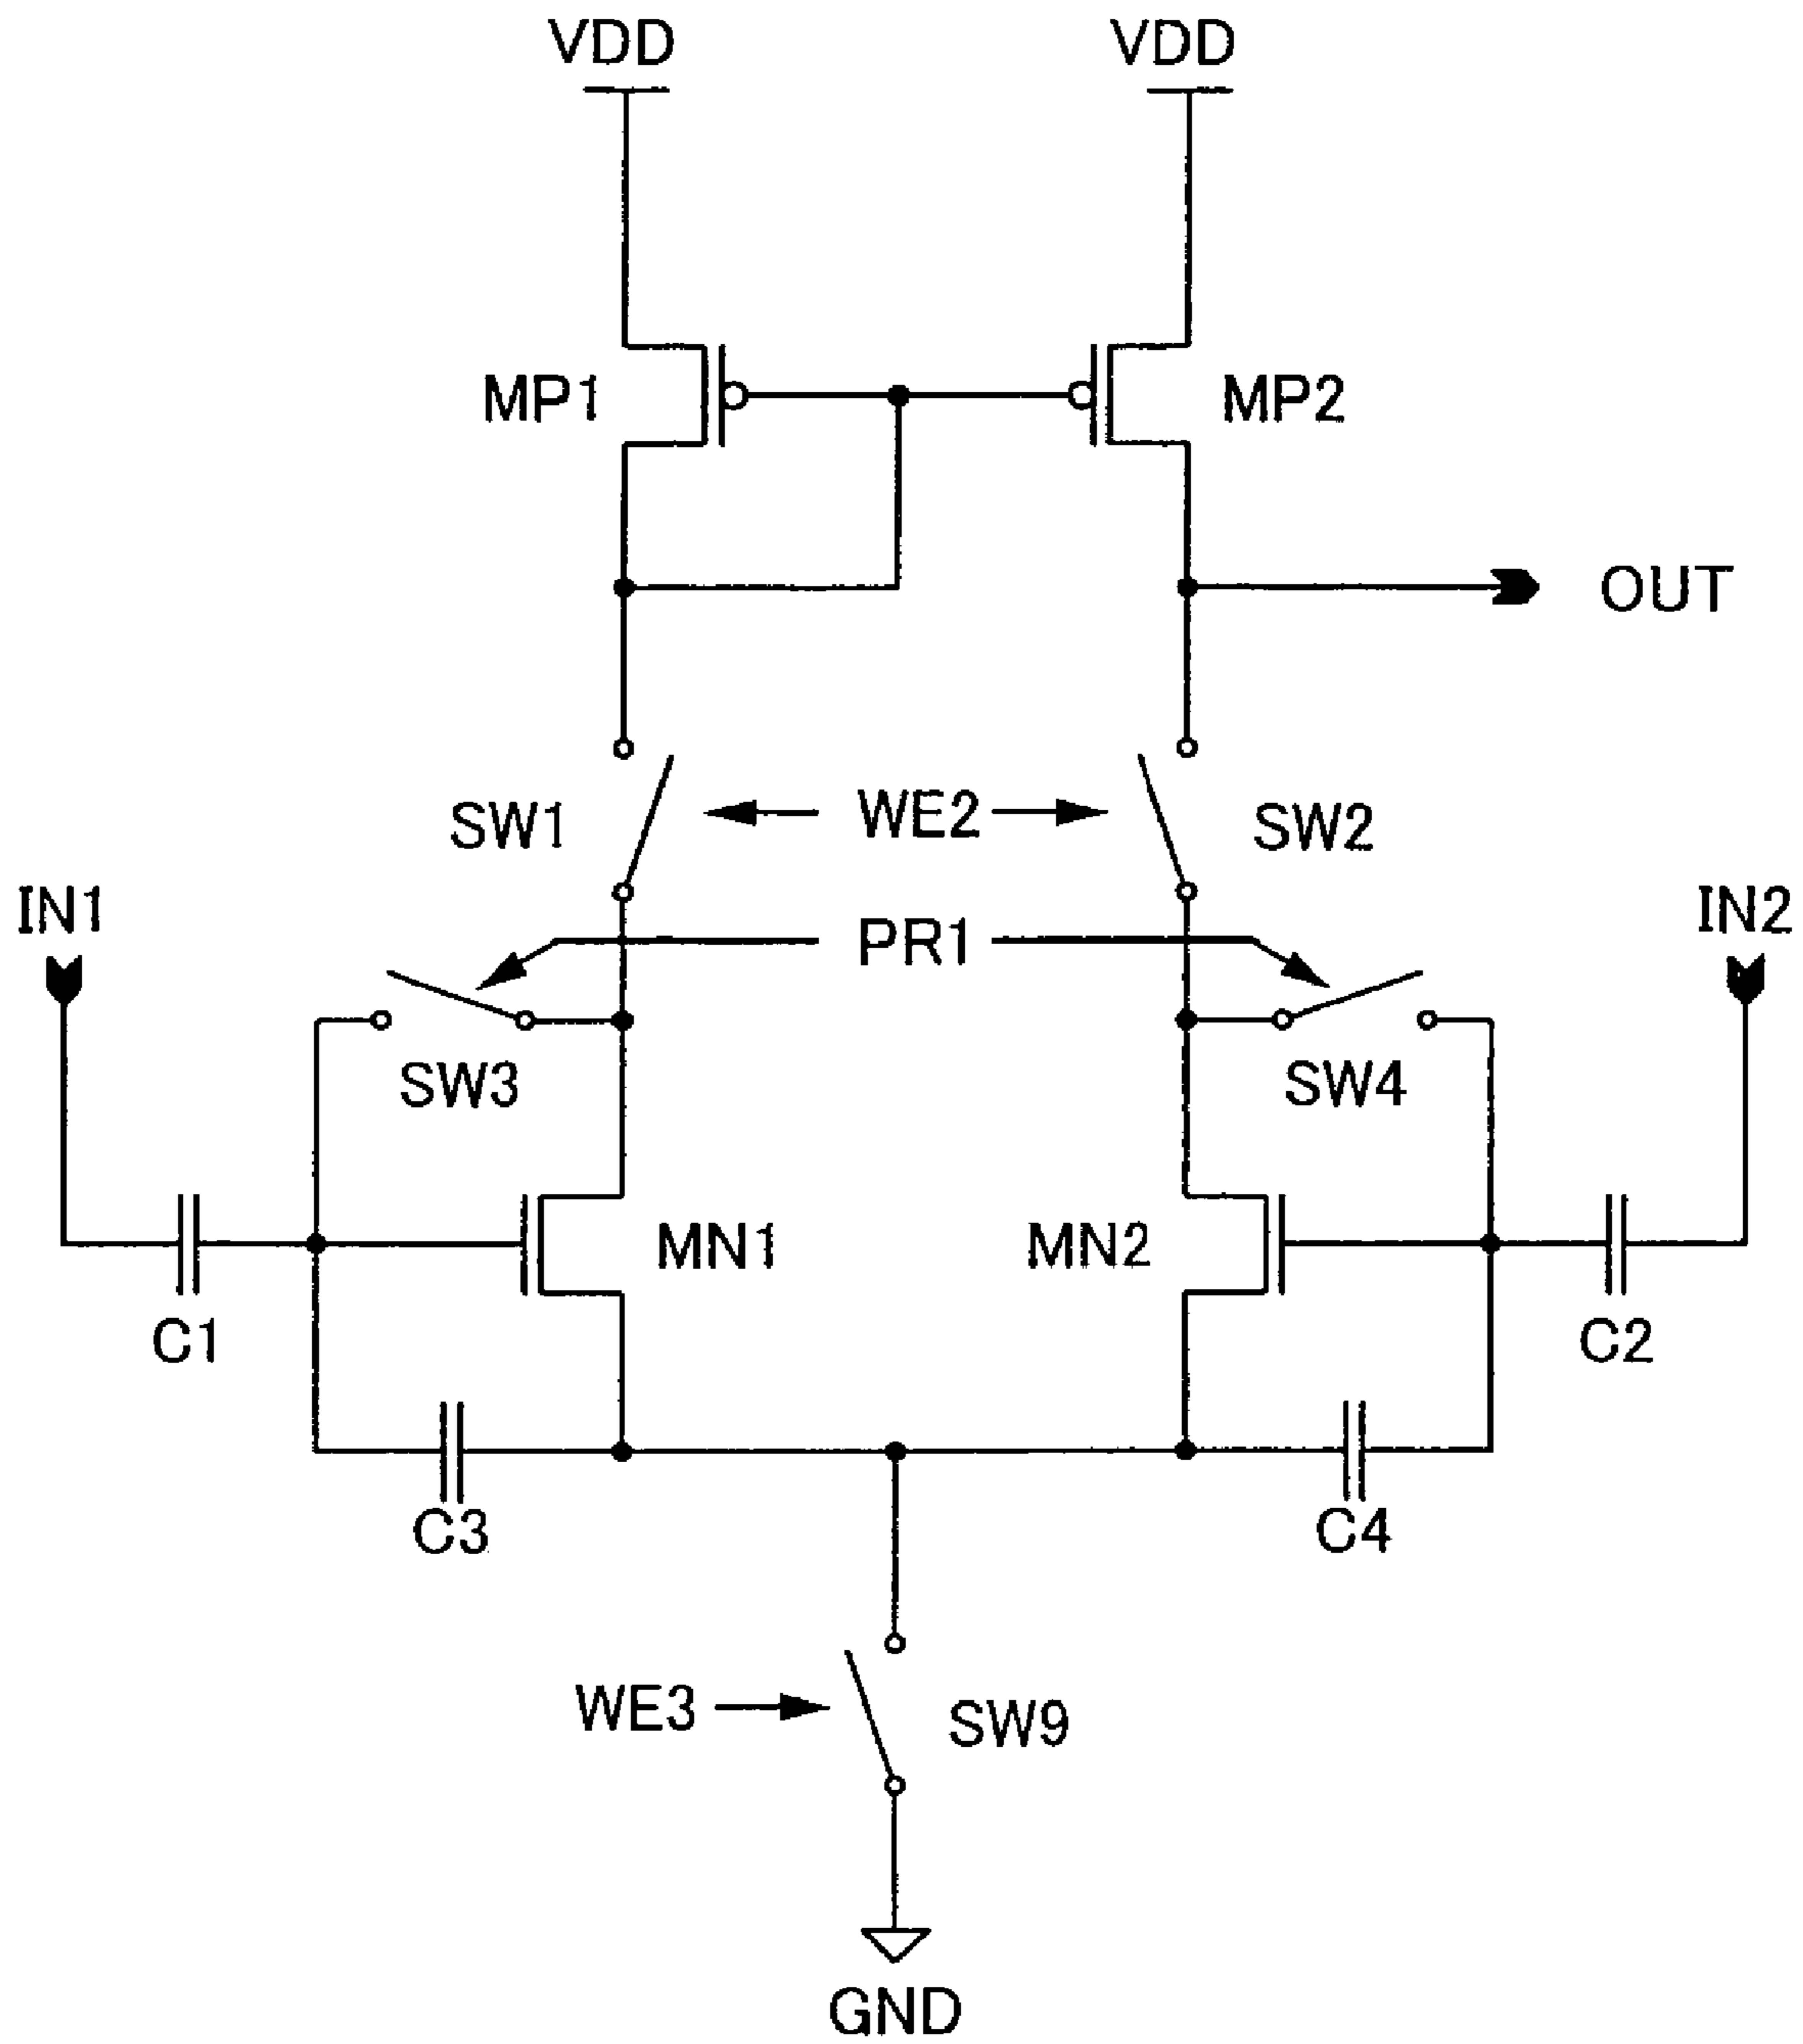 VDD VDD
MP1 MP2
OUT
SW1 WE2 SW2
IN1 PR1 IN2
SW3 SW4
MN1 MN2
C1 C2
C3 C4
WE3 SW9
GND